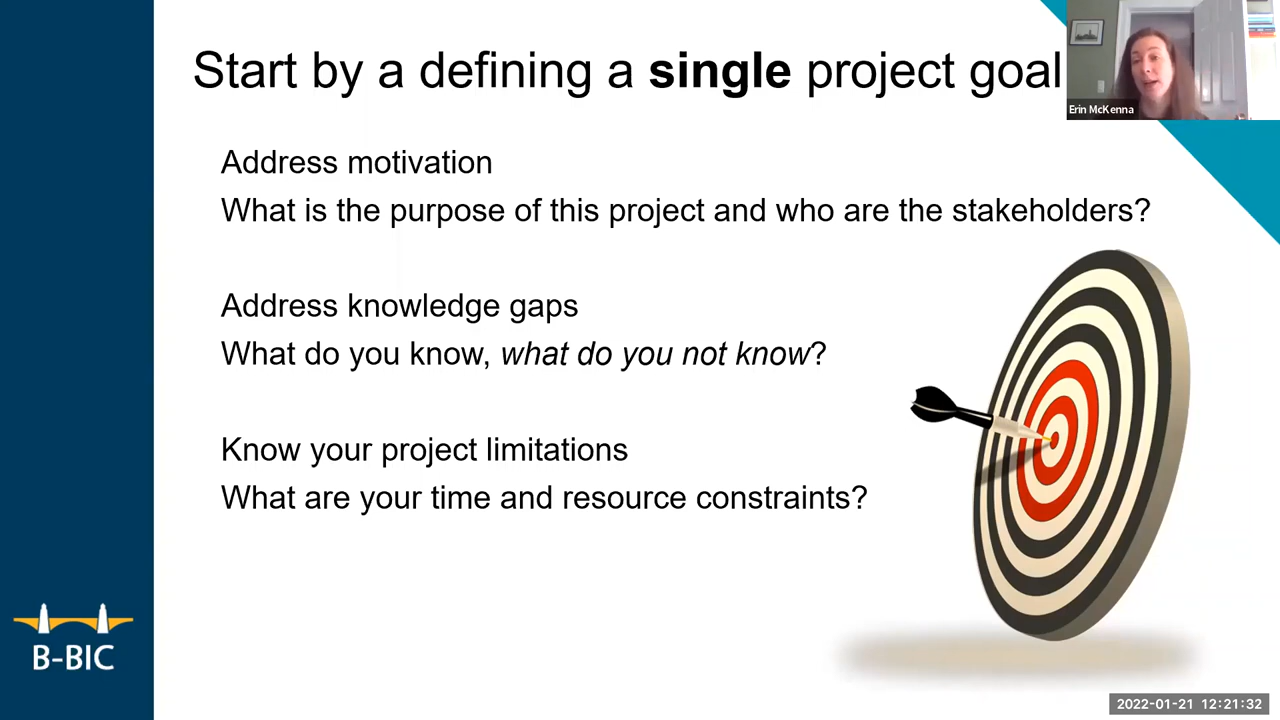 Start by a defining a single project goal
Erin McKenna
Address motivation
What is the purpose of this project and who are the stakeholders?
Address knowledge gaps
What do you know, what do you not know?
Know your project limitations
What are your time and resource constraints?
B-BIC
2022-01-21 12:21:32